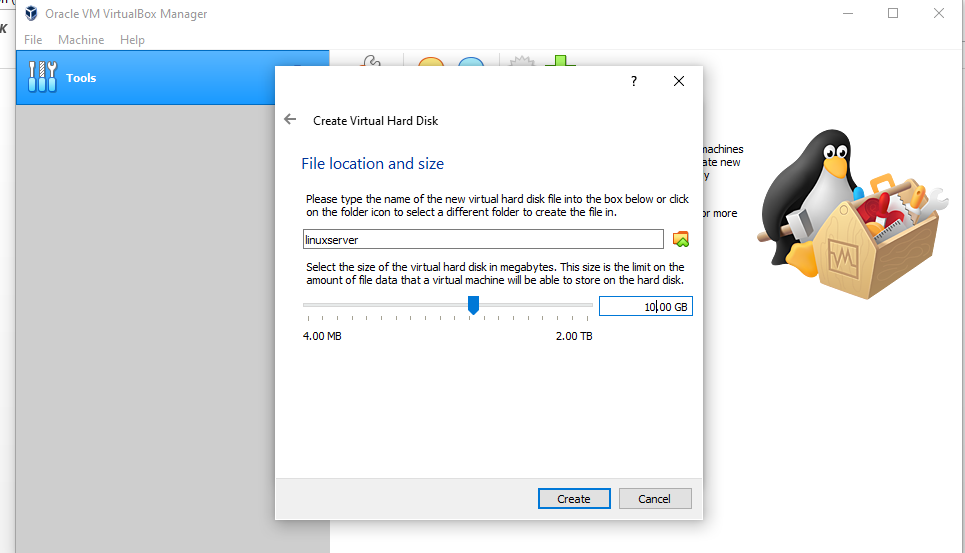 K
Oracle VM VirtualBox Manager
File Machine Help
Tools
?
Create Virtual Hard Disk
File location and size
Please type the name of the new virtual hard disk file into the box below or click
on the folder icon to select a different folder to create the file in.
linuxserver
Select the size of the virtual hard disk in megabytes. This size is the limit on the
amount of file data that a virtual machine will be able to store on the hard disk.
10.00 GB
4.00 MB 2.00 TB
Create Cancel
machines
ate new
y
or more